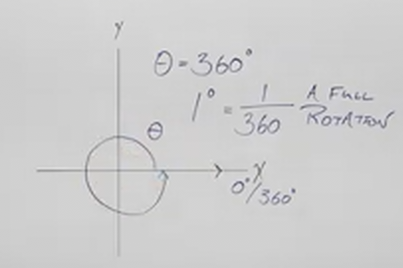 y
θ = 360°
1° = 1/360 A FULL ROTATION
θ
x
0°/360°